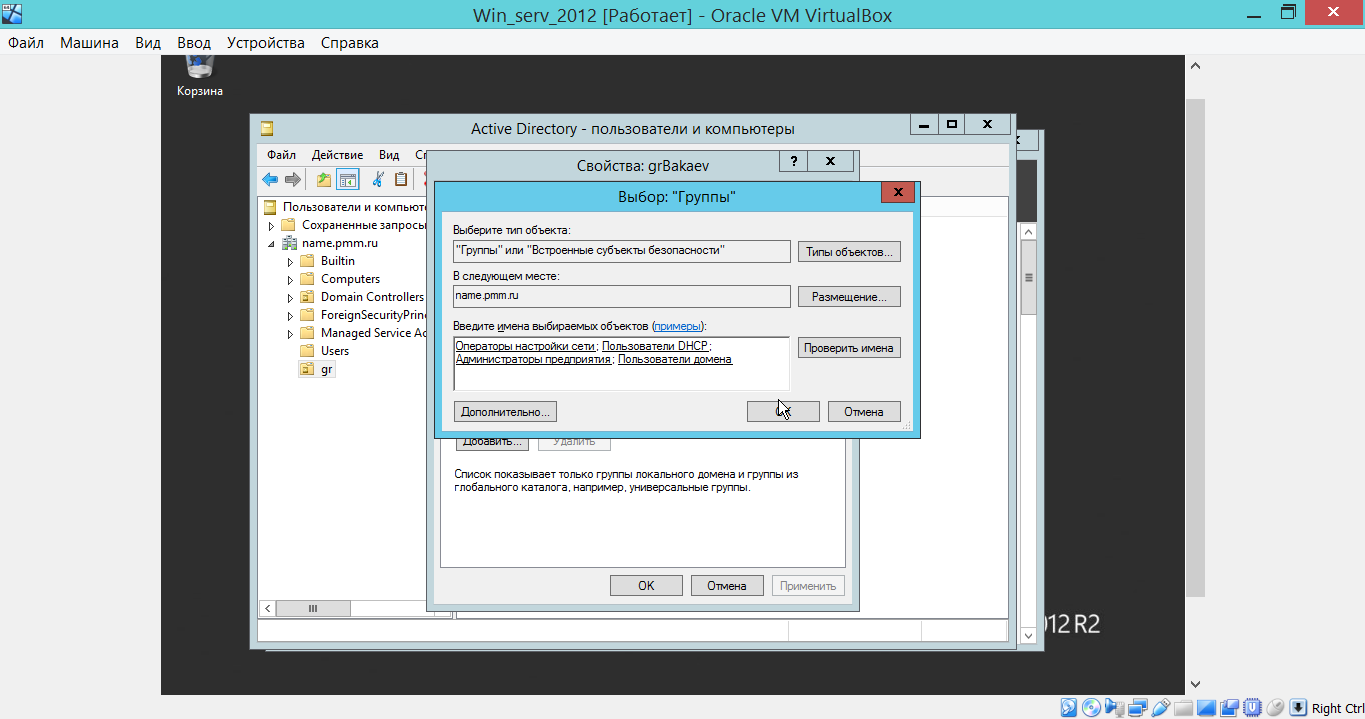 Win_serv_2012 [Работает] - Oracle VM VirtualBox
Файл Машина Вид Ввод Устройства Справка
Корзина
Active Directory - пользователи и компьютеры
Файл Действие Вид
Свойства: grBakaev
?
Выбор: "Группы"
Пользователи и компьют
Сохраненные запросы
name.pmm.ru
Builtin
Computers
Domain Controllers
ForeignSecurityPrinc
Managed Service Ac
Users
gr
Выберите тип объекта:
"Группы" или "Встроенные субъекты безопасности"
Типы объектов...
В следующем месте:
name.pmm.ru
Размещение...
Введите имена выбираемых объектов (примеры):
Операторы настройки сети; Пользователи DHCP;
Администраторы предприятия; Пользователи домена
Проверить имена
Дополнительно...
Отмена
Добавить... Удалить
Список показывает только группы локального домена и группы из
глобального каталога, например, универсальные группы.
OK Отмена Применить
012 R2
Right Ctrl